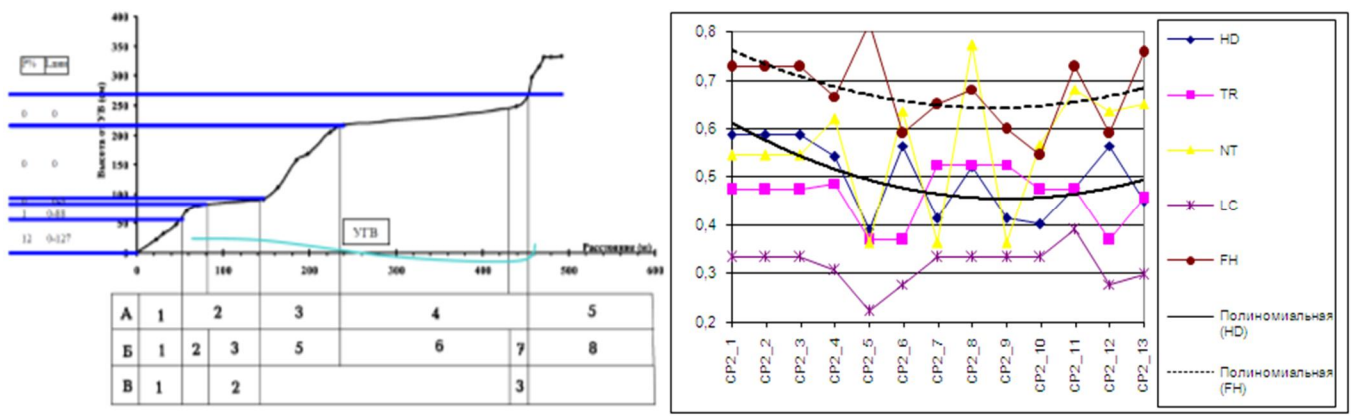 400
350
300
250
200
150
100
50
0
Высота от УВ (см)
P%
0 0
0 0
1 0-88
12 0-127
УГВ
Расстояние (м)
0 100 200 300 400 500 600
А 1 2 3 4 5
Б 1 2 3 5 6 7 8
В 1 2 3
0,8
0,7
0,6
0,5
0,4
0,3
0,2
CP2_1
CP2_2
CP2_3
CP2_4
CP2_5
CP2_6
CP2_7
CP2_8
CP2_9
CP2_10
CP2_11
CP2_12
CP2_13
HD
TR
NT
LC
FH
Полиномиальная
(HD)
Полиномиальная
(FH)